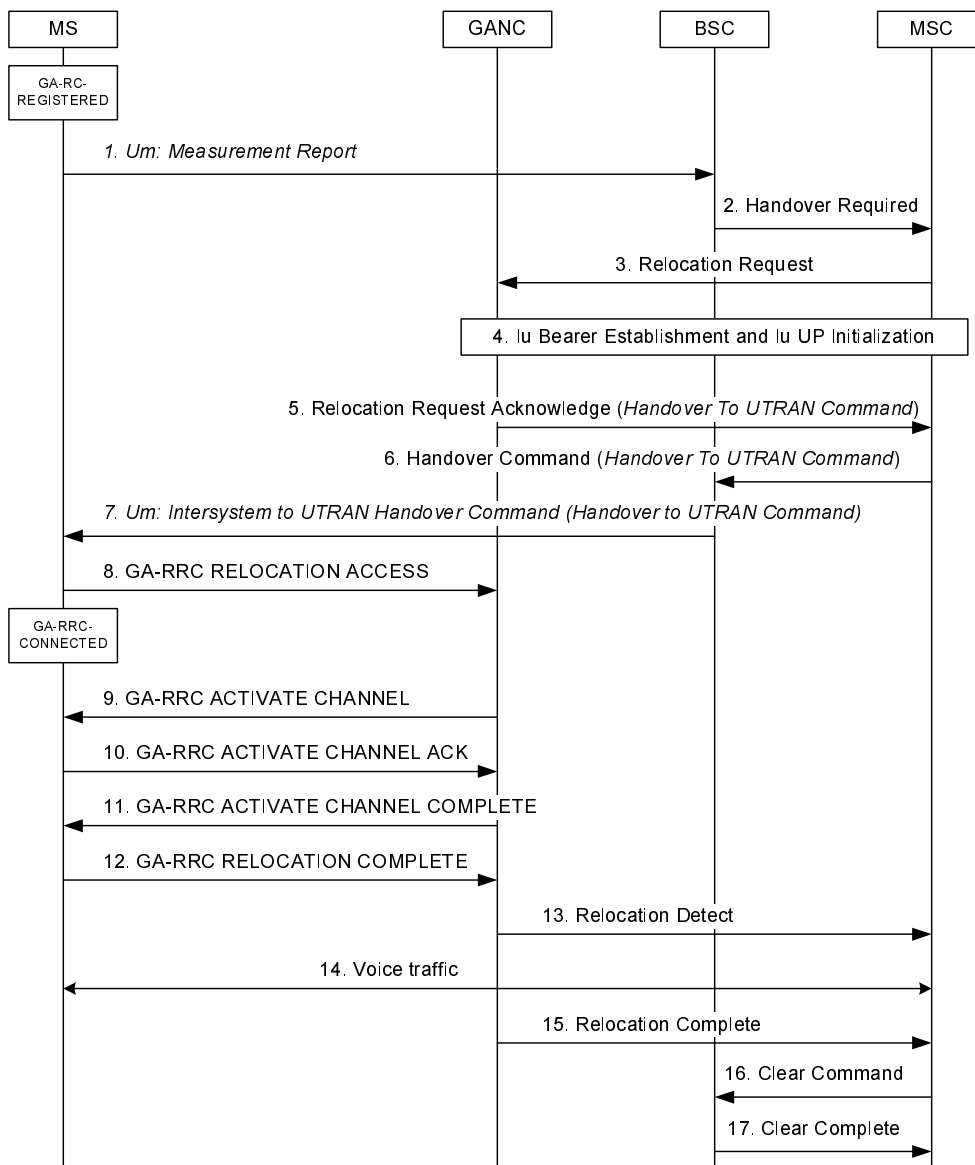 MS
GANC
BSC
MSC
GA-RC-
REGISTERED
1. Um: Measurement Report
2. Handover Required
3. Relocation Request
4. Iu Bearer Establishment and Iu UP Initialization
5. Relocation Request Acknowledge (Handover To UTRAN Command)
6. Handover Command (Handover To UTRAN Command)
7. Um: Intersystem to UTRAN Handover Command (Handover to UTRAN Command)
8. GA-RRC RELOCATION ACCESS
GA-RRC-
CONNECTED
9. GA-RRC ACTIVATE CHANNEL
10. GA-RRC ACTIVATE CHANNEL ACK
11. GA-RRC ACTIVATE CHANNEL COMPLETE
12. GA-RRC RELOCATION COMPLETE
13. Relocation Detect
14. Voice traffic
15. Relocation Complete
16. Clear Command
17. Clear Complete